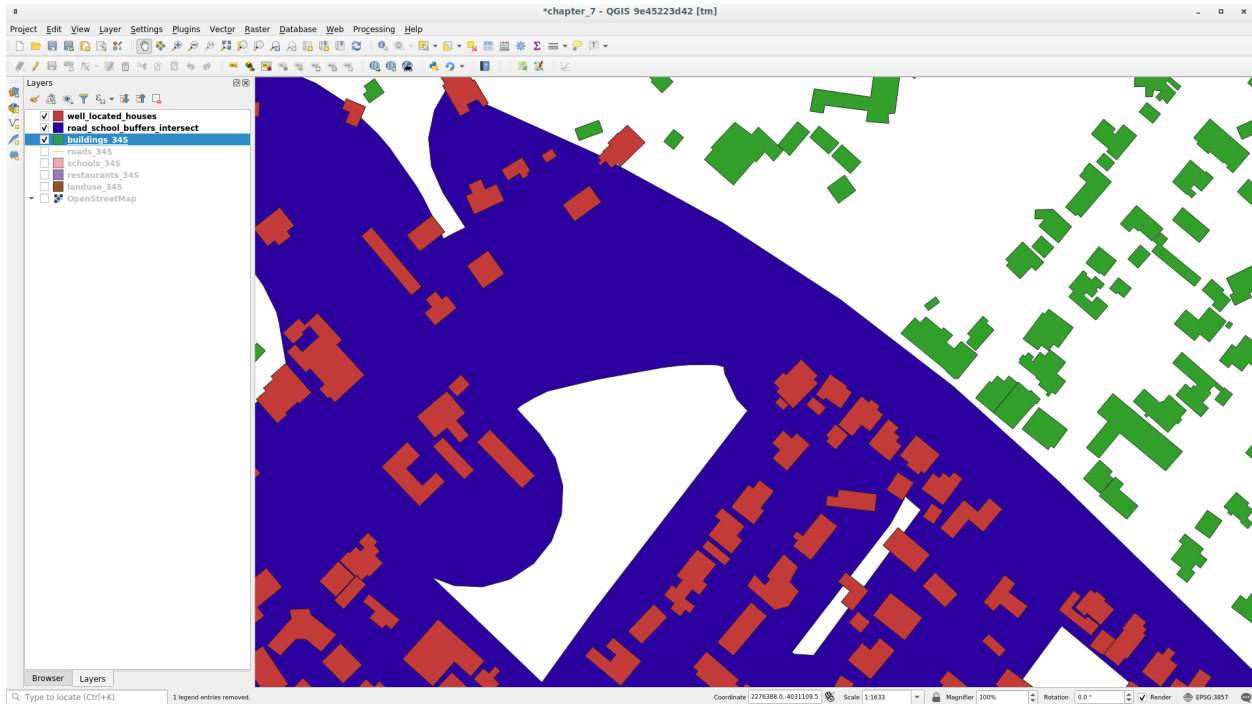 *chapter_7 - QGIS 9e45223d42 [tm]
Project Edit View Layer Settings Plugins Vector Raster Database Web Processing Help
Layers
well_located_houses
road_school_buffers_intersect
buildings_34S
roads_34S
schools_34S
restaurants_34S
landuse_34S
OpenStreetMap
Browser Layers
Type to locate (Ctrl+K) 1 legend entries removed. Coordinate 2276388.0,-4031109.5 Scale 1:1633 Magnifier 100% Rotation 0.0 ° Render EPSG:3857